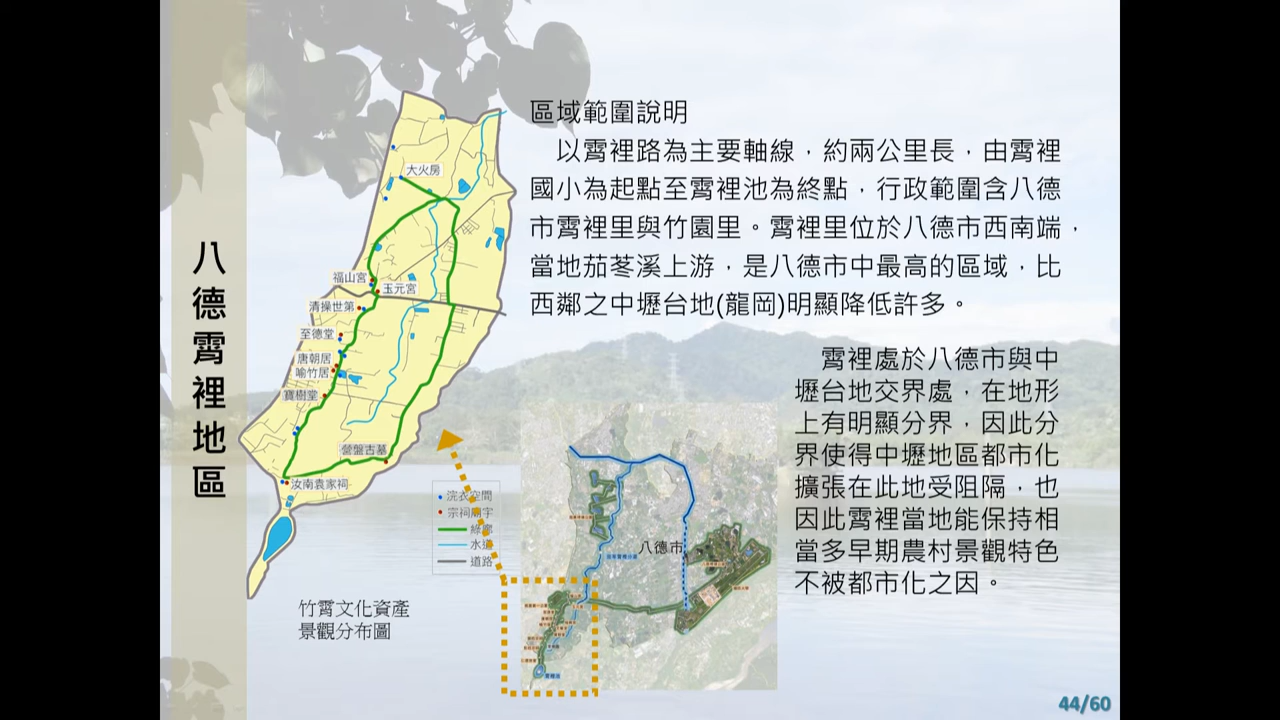 八德霄裡地區
區域範圍說明
以霄裡路為主要軸線，約兩公里長，由霄裡
國小為起點至霄裡池為終點，行政範圍含八德
市霄裡里與竹園里。霄裡里位於八德市西南端，
當地茄苳溪上游，是八德市中最高的區域，比
西鄰之中壢台地(龍岡)明顯降低許多。
霄裡處於八德市與中
壢台地交界處，在地形
上有明顯分界，因此分
界使得中壢地區都市化
擴張在此地受阻隔，也
因此霄裡當地能保持相
當多早期農村景觀特色
不被都市化之因。
大火房
福山宮
玉元宮
清操世第
至德堂
唐朝居
喻竹居
寶樹堂
營盤古墓
汝南袁家祠
浣衣空間
宗祠廟宇
綠廊
水道
道路
竹霄文化資產
景觀分布圖
八德市
44/60